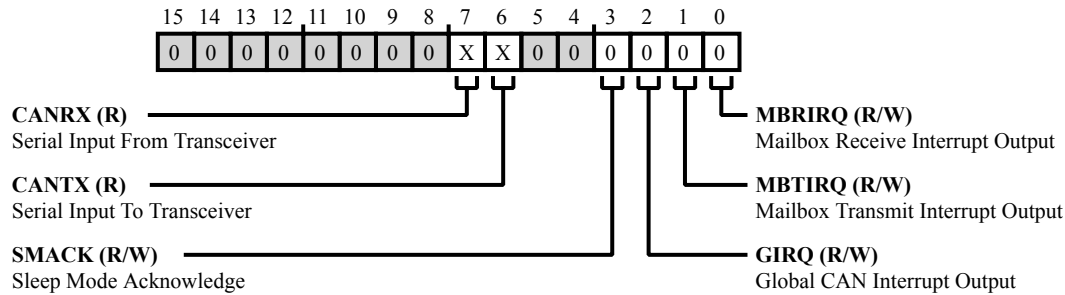 15 14 13 12 11 10 9 8 7 6 5 4 3 2 1 0
0 0 0 0 0 0 0 0 X X 0 0 0 0 0 0
CANRX (R)
Serial Input From Transceiver
CANTX (R)
Serial Input To Transceiver
SMACK (R/W)
Sleep Mode Acknowledge
MBRIRQ (R/W)
Mailbox Receive Interrupt Output
MBTIRQ (R/W)
Mailbox Transmit Interrupt Output
GIRQ (R/W)
Global CAN Interrupt Output